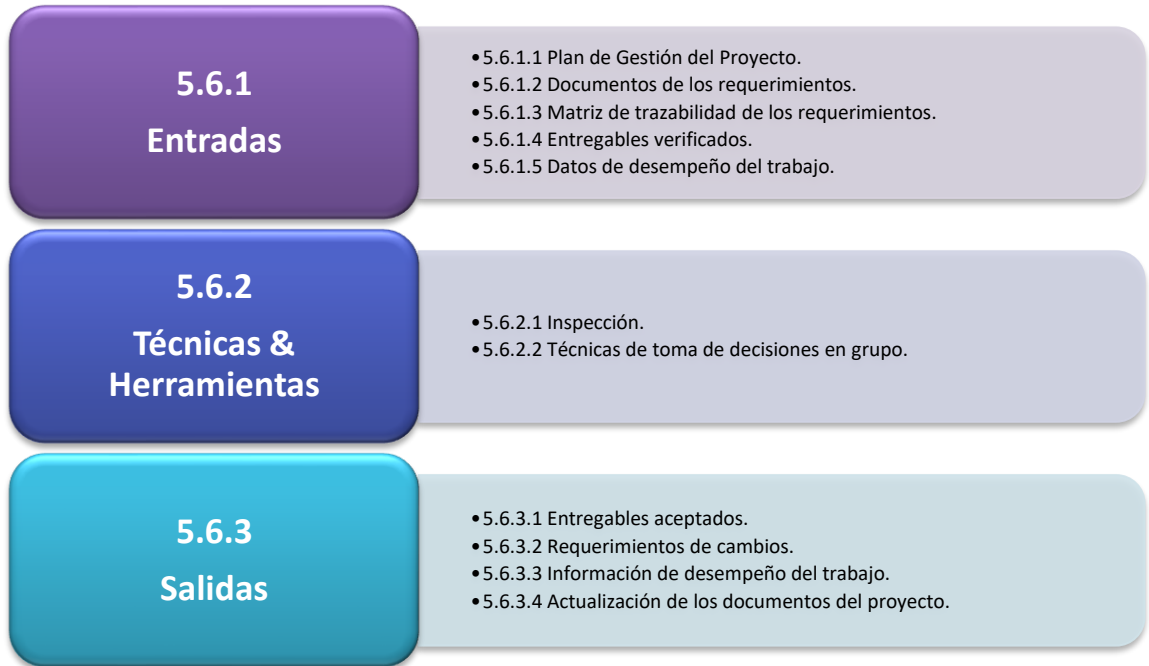 5.6.1
Entradas
•5.6.1.1 Plan de Gestión del Proyecto.
•5.6.1.2 Documentos de los requerimientos.
•5.6.1.3 Matriz de trazabilidad de los requerimientos.
•5.6.1.4 Entregables verificados.
•5.6.1.5 Datos de desempeño del trabajo.
5.6.2
Técnicas &
Herramientas
•5.6.2.1 Inspección.
•5.6.2.2 Técnicas de toma de decisiones en grupo.
5.6.3
Salidas
•5.6.3.1 Entregables aceptados.
•5.6.3.2 Requerimientos de cambios.
•5.6.3.3 Información de desempeño del trabajo.
•5.6.3.4 Actualización de los documentos del proyecto.